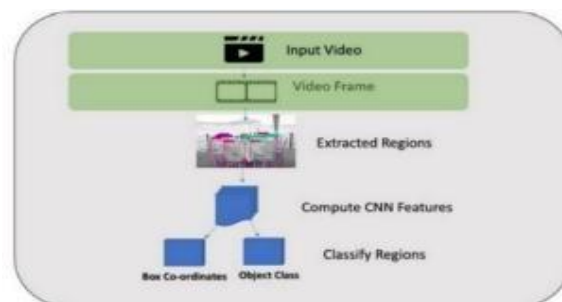 Input Video
Video Frame
Extracted Regions
Compute CNN Features
Classify Regions
Box Co-ordinates Object Class